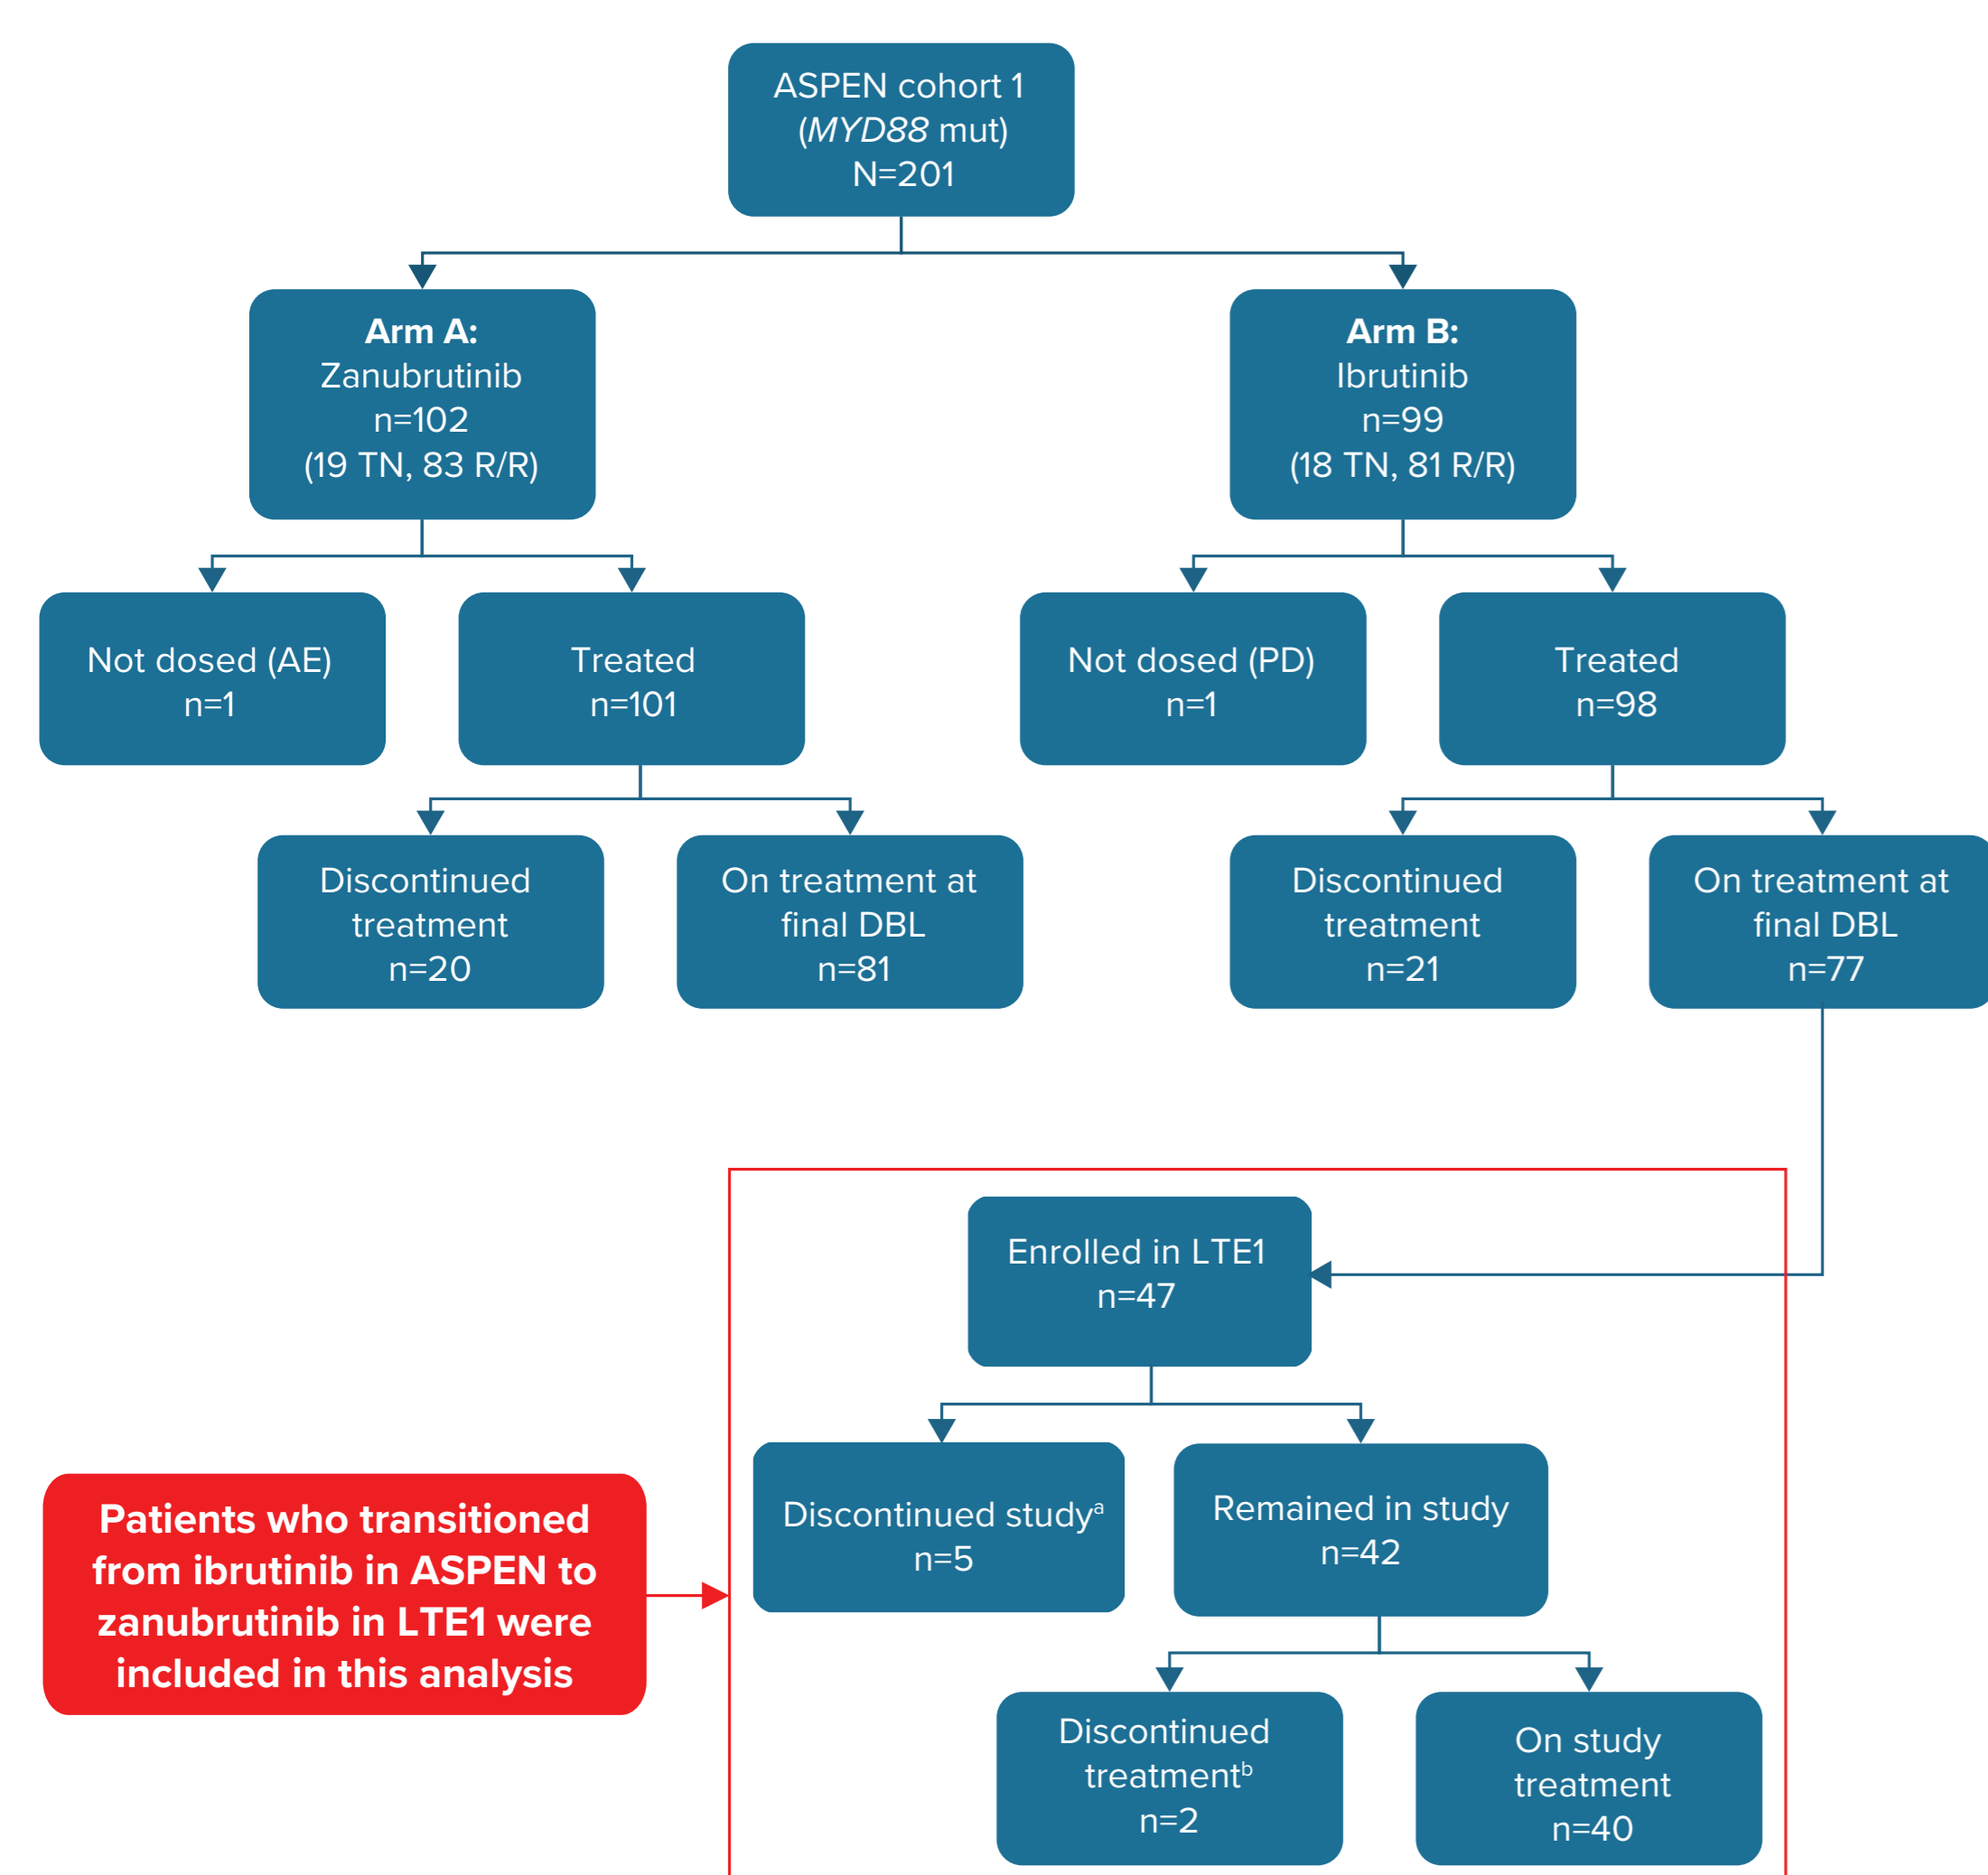 ASPEN cohort 1
(MYD88 mut)
N=201
Arm A:
Zanubrutinib
n=102
(19 TN, 83 R/R)
Arm B:
Ibrutinib
n=99
(18 TN, 81 R/R)
Not dosed (AE)
n=1
Treated
n=101
Not dosed (PD)
n=1
Treated
n=98
Discontinued
treatment
n=20
On treatment at
final DBL
n=81
Discontinued
treatment
n=21
On treatment at
final DBL
n=77
Enrolled in LTE1
n=47
Discontinued studyᵃ
n=5
Remained in study
n=42
Patients who transitioned
from ibrutinib in ASPEN to
zanubrutinib in LTE1 were
included in this analysis
Discontinued
treatmentᵇ
n=2
On study
treatment
n=40